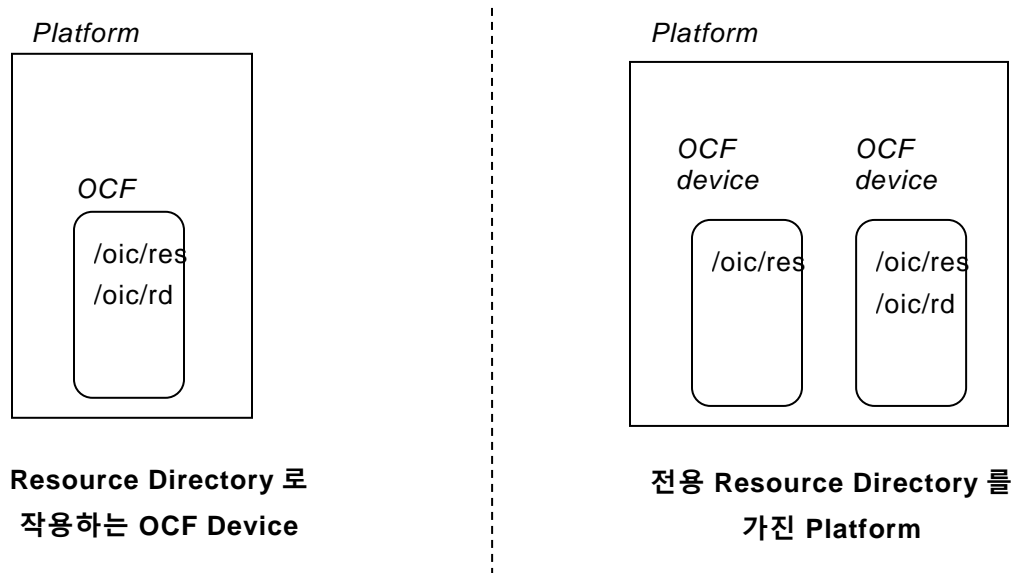 Platform
OCF
/oic/res
/oic/rd
Resource Directory 로
작용하는 OCF Device
Platform
OCF
device
/oic/res
OCF
device
/oic/res
/oic/rd
전용 Resource Directory 를
가진 Platform